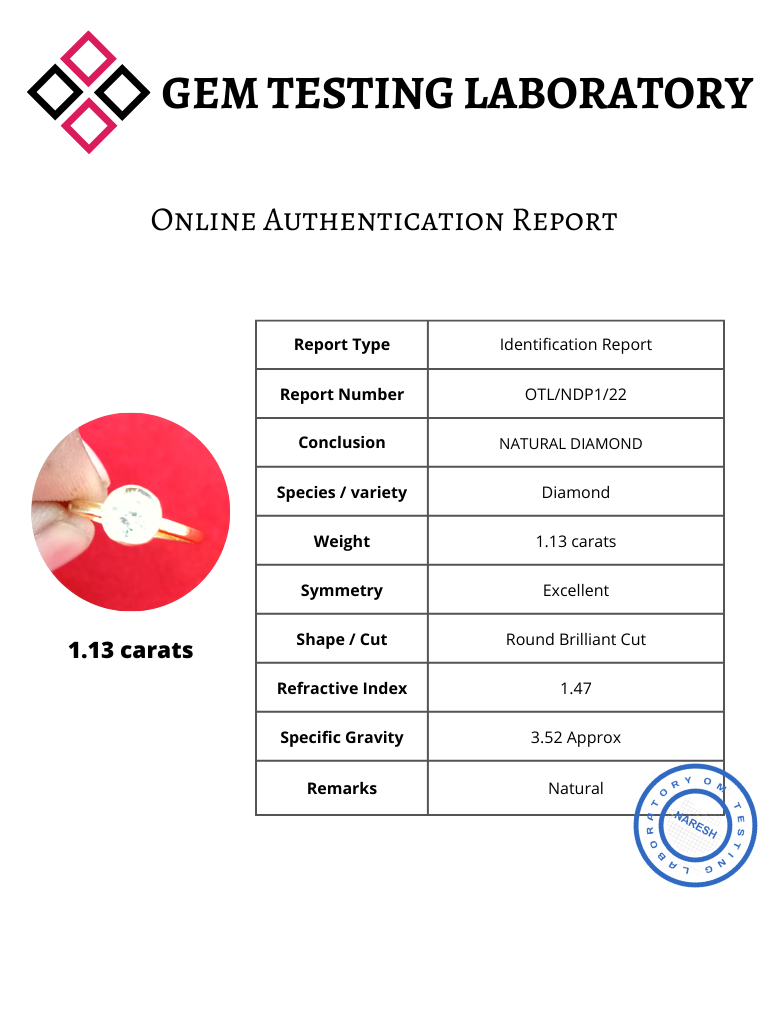 GEM TESTING LABORATORY
Online Authentication Report
Report Type Identification Report
Report Number OTL/NDP1/22
Conclusion NATURAL DIAMOND
Species / variety Diamond
Weight 1.13 carats
Symmetry Excellent
Shape / Cut Round Brilliant Cut
Refractive Index 1.47
Specific Gravity 3.52 Approx
Remarks Natural
1.13 carats
OM TESTING LABORATORY
NARESH